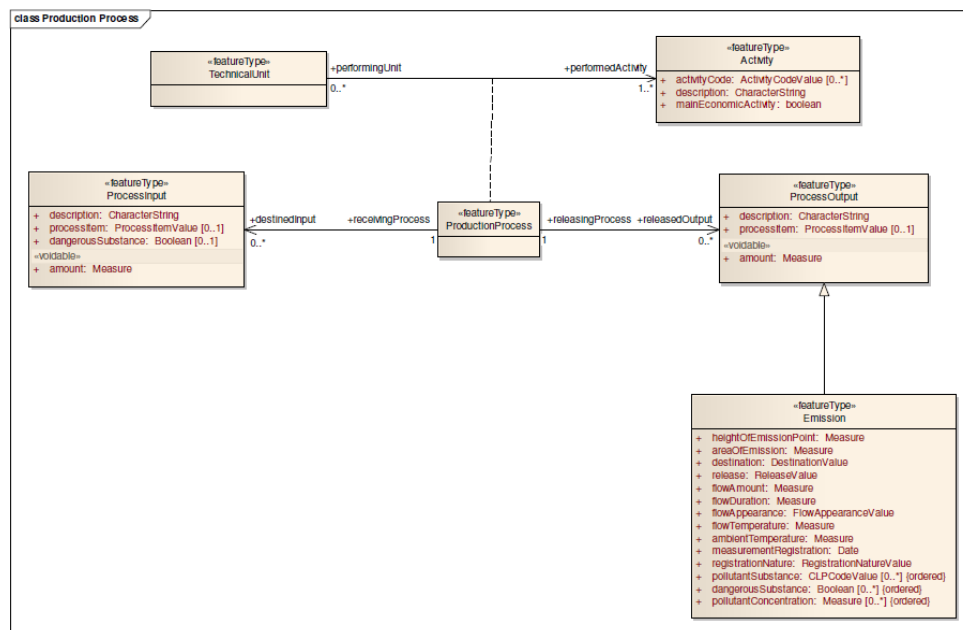 class Production Process
«featureType»
TechnicalUnit
+performingUnit
0..*
+performedActivity
1..*
«featureType»
Activity
+ activityCode: ActivityCodeValue [0..*]
+ description: CharacterString
+ mainEconomicActivity: boolean
«featureType»
ProcessInput
+ description: CharacterString
+ processItem: ProcessItemValue [0..1]
+ dangerousSubstance: Boolean [0..1]
«voidable»
+ amount: Measure
+destinedInput
0..*
+receivingProcess
1
«featureType»
ProductionProcess
+releasingProcess
1
+releasedOutput
0..*
«featureType»
ProcessOutput
+ description: CharacterString
+ processItem: ProcessItemValue [0..1]
«voidable»
+ amount: Measure
«featureType»
Emission
+ heightOfEmissionPoint: Measure
+ areaOfEmission: Measure
+ destination: DestinationValue
+ release: ReleaseValue
+ flowAmount: Measure
+ flowDuration: Measure
+ flowAppearance: FlowAppearanceValue
+ flowTemperature: Measure
+ ambientTemperature: Measure
+ measurementRegistration: Date
+ registrationNature: RegistrationNatureValue
+ pollutantSubstance: CLPCodeValue [0..*] {ordered}
+ dangerousSubstance: Boolean [0..*] {ordered}
+ pollutantConcentration: Measure [0..*] {ordered}